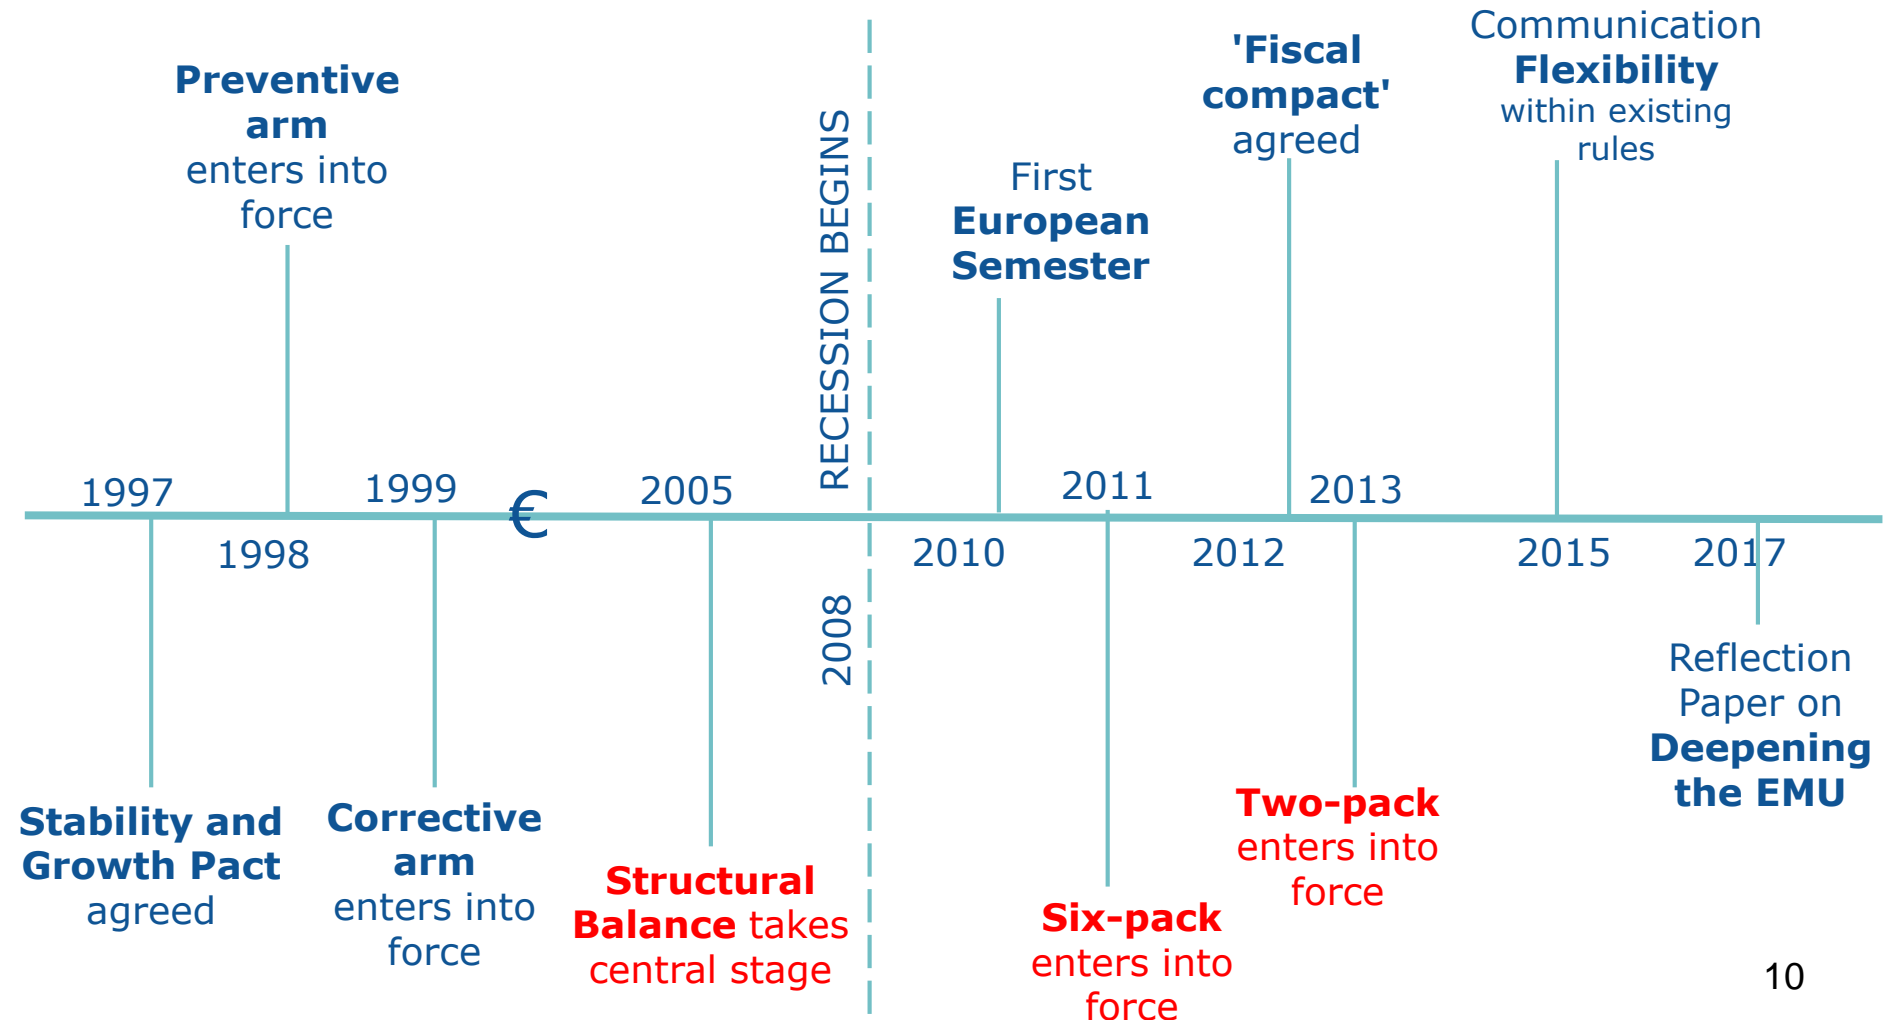 Preventive
arm
enters into
force
RECESSION BEGINS
First
European
Semester
'Fiscal
compact'
agreed
Communication
Flexibility
within existing
rules
1997
1998
1999
€
2005
2008
2010
2011
2012
2013
2015
2017
Stability and
Growth Pact
agreed
Corrective
arm
enters into
force
Structural
Balance takes
central stage
Six-pack
enters into
force
Two-pack
enters into
force
Reflection
Paper on
Deepening
the EMU
10